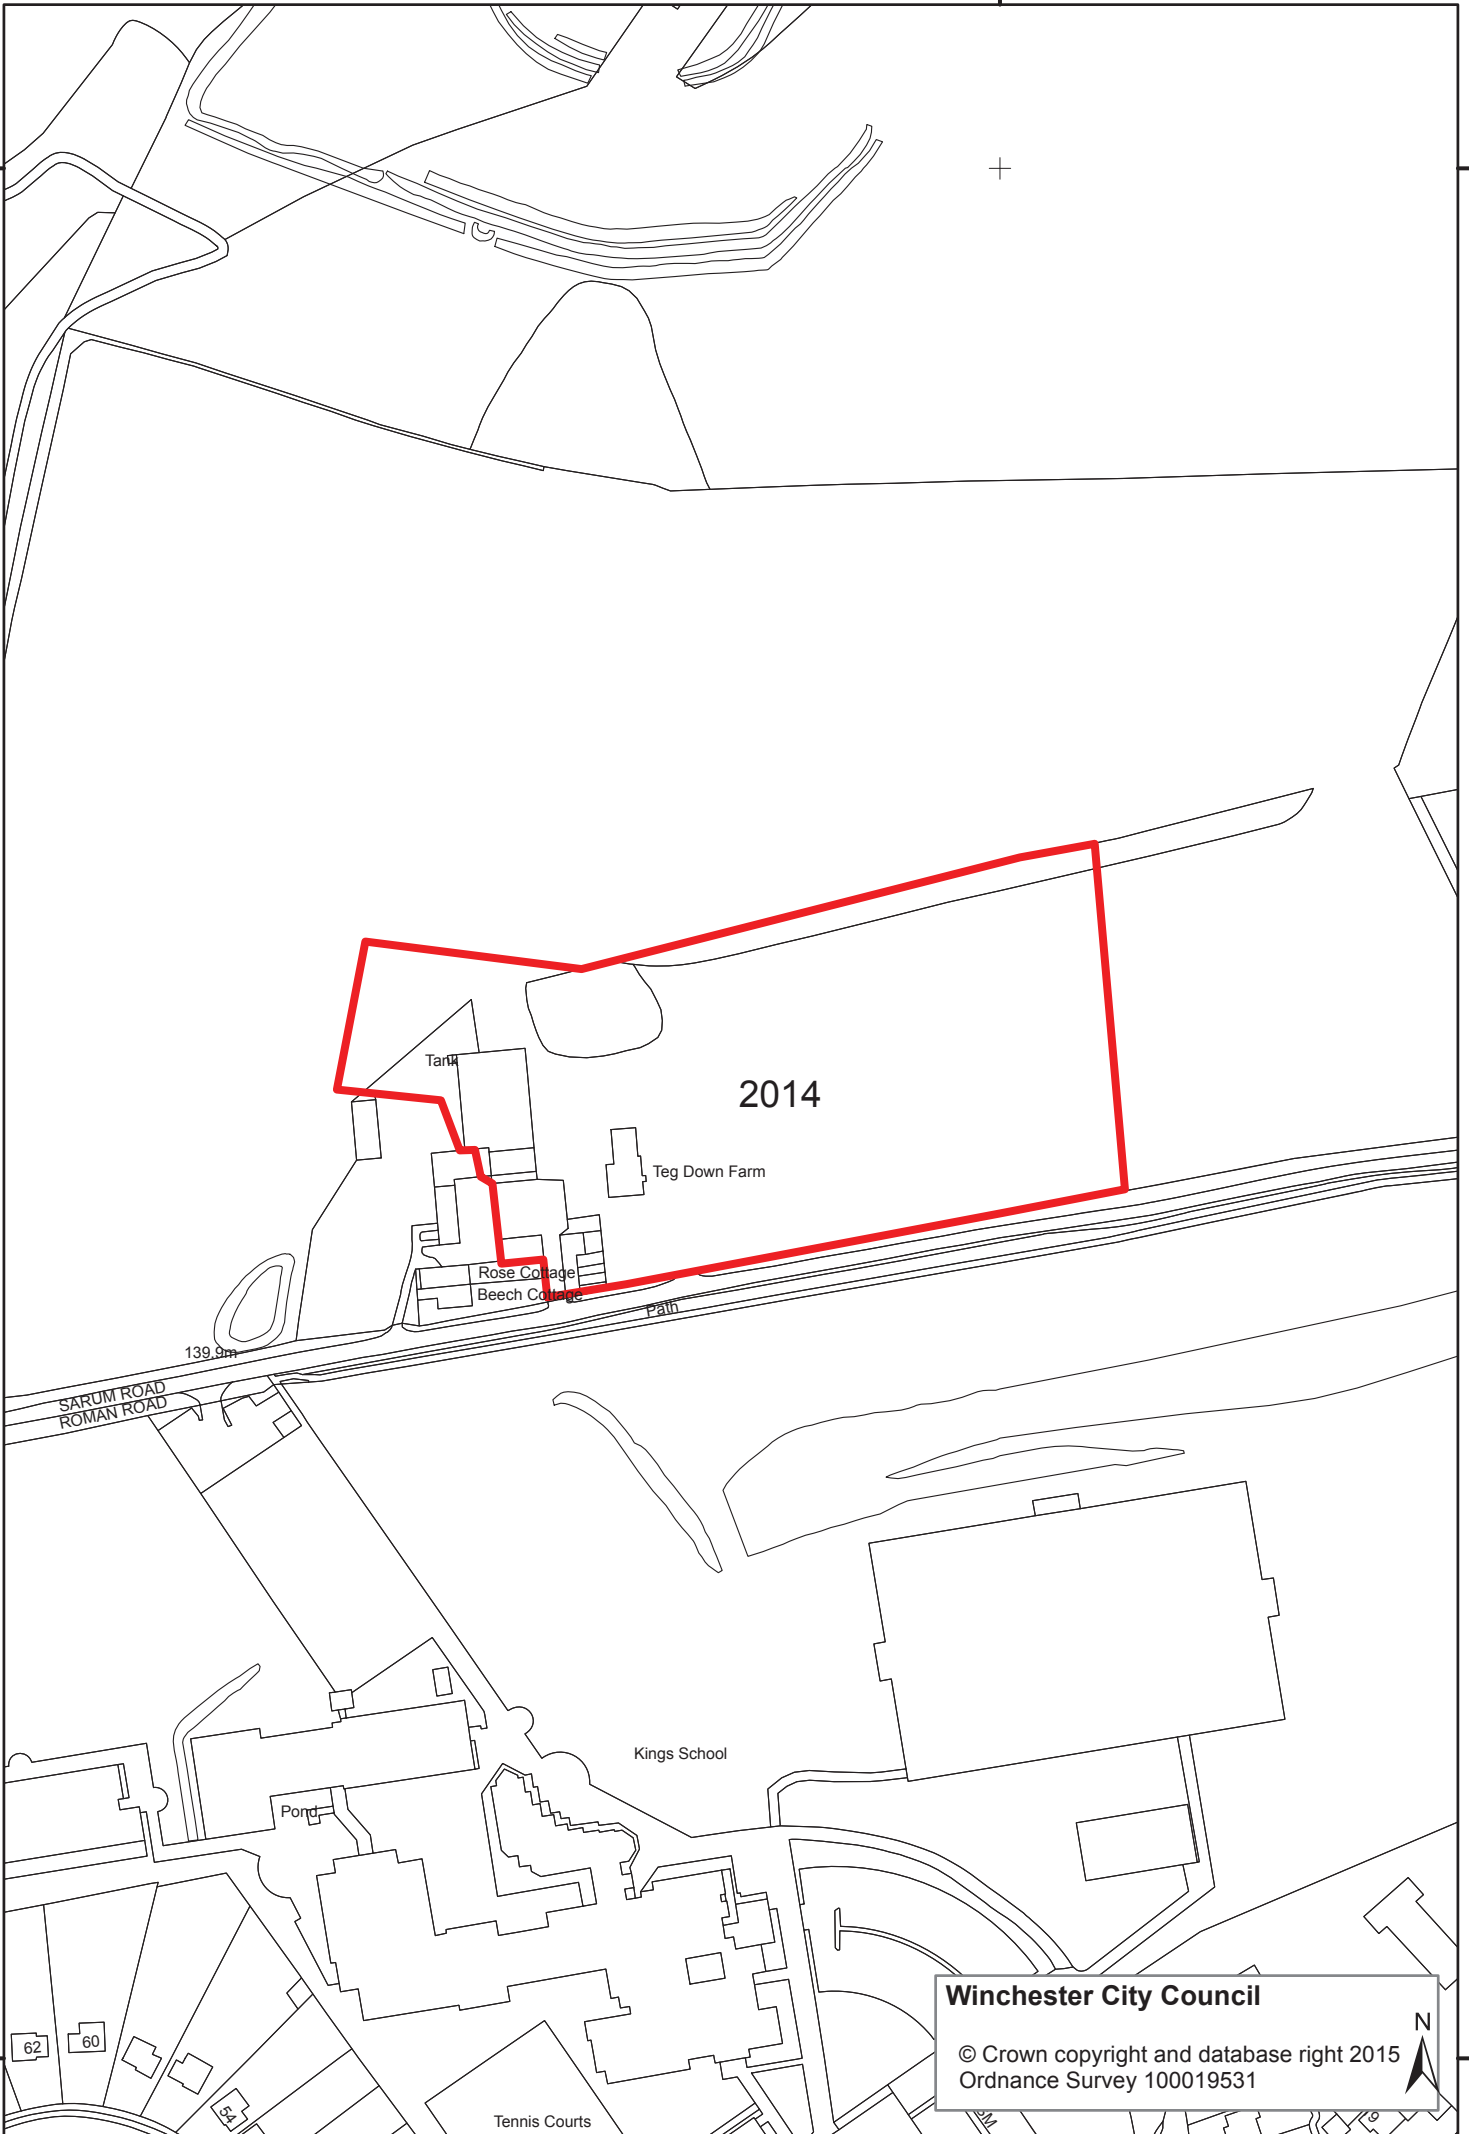 Tank
2014
Teg Down Farm
Rose Cottage
Beech Cottage
Path
139.9m
SARUM ROAD
ROMAN ROAD
Kings School
Pond
62
60
54
Tennis Courts
Winchester City Council
N
© Crown copyright and database right 2015
Ordnance Survey 100019531